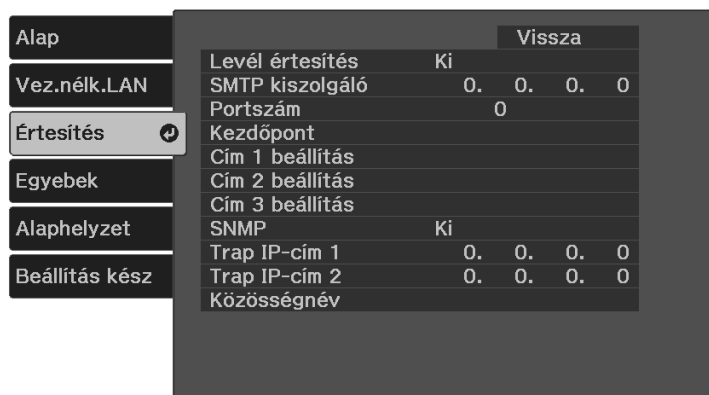 Alap
Vez.nélk.LAN
Értesítés
Egyebek
Alaphelyzet
Beállítás kész
Vissza
Levél értesítés Ki
SMTP kiszolgáló 0. 0. 0. 0
Portszám 0
Kezdőpont
Cím 1 beállítás
Cím 2 beállítás
Cím 3 beállítás
SNMP Ki
Trap IP-cím 1 0. 0. 0. 0
Trap IP-cím 2 0. 0. 0. 0
Közösségnév